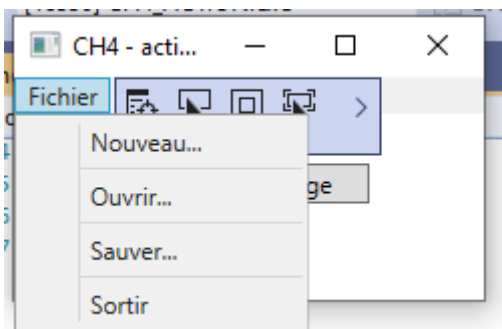 CH4 - acti...
Fichier
Nouveau...
Ouvrir...
ge
Sauver...
Sortir